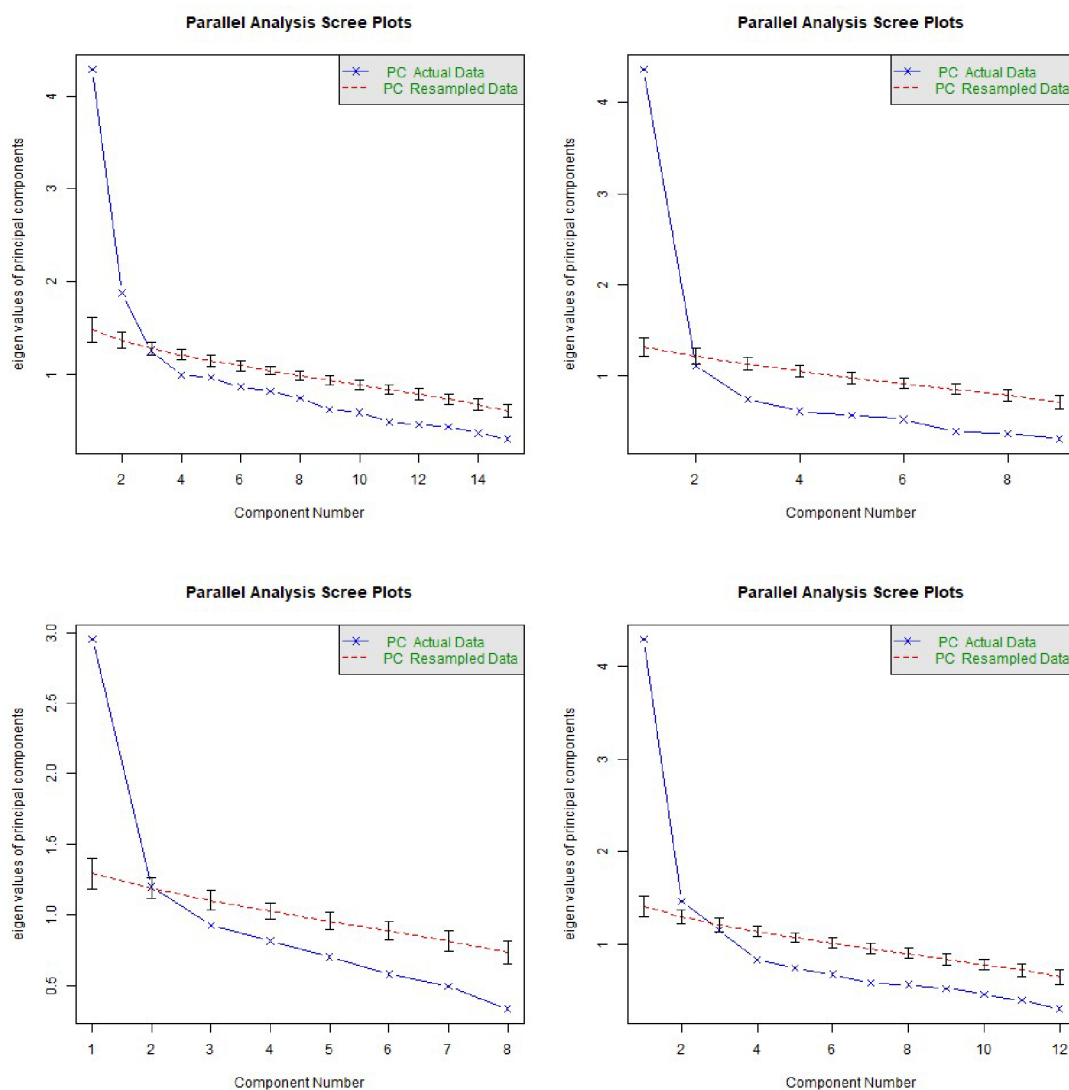 Parallel Analysis Scree Plots
PC Actual Data
PC Resampled Data
eigen values of principal components
4
3
2
1
2 4 6 8 10 12 14
Component Number
Parallel Analysis Scree Plots
PC Actual Data
PC Resampled Data
eigen values of principal components
4
3
2
1
2 4 6 8
Component Number
Parallel Analysis Scree Plots
PC Actual Data
PC Resampled Data
eigen values of principal components
3.0
2.5
2.0
1.5
1.0
0.5
1 2 3 4 5 6 7 8
Component Number
Parallel Analysis Scree Plots
PC Actual Data
PC Resampled Data
eigen values of principal components
4
3
2
1
2 4 6 8 10 12
Component Number